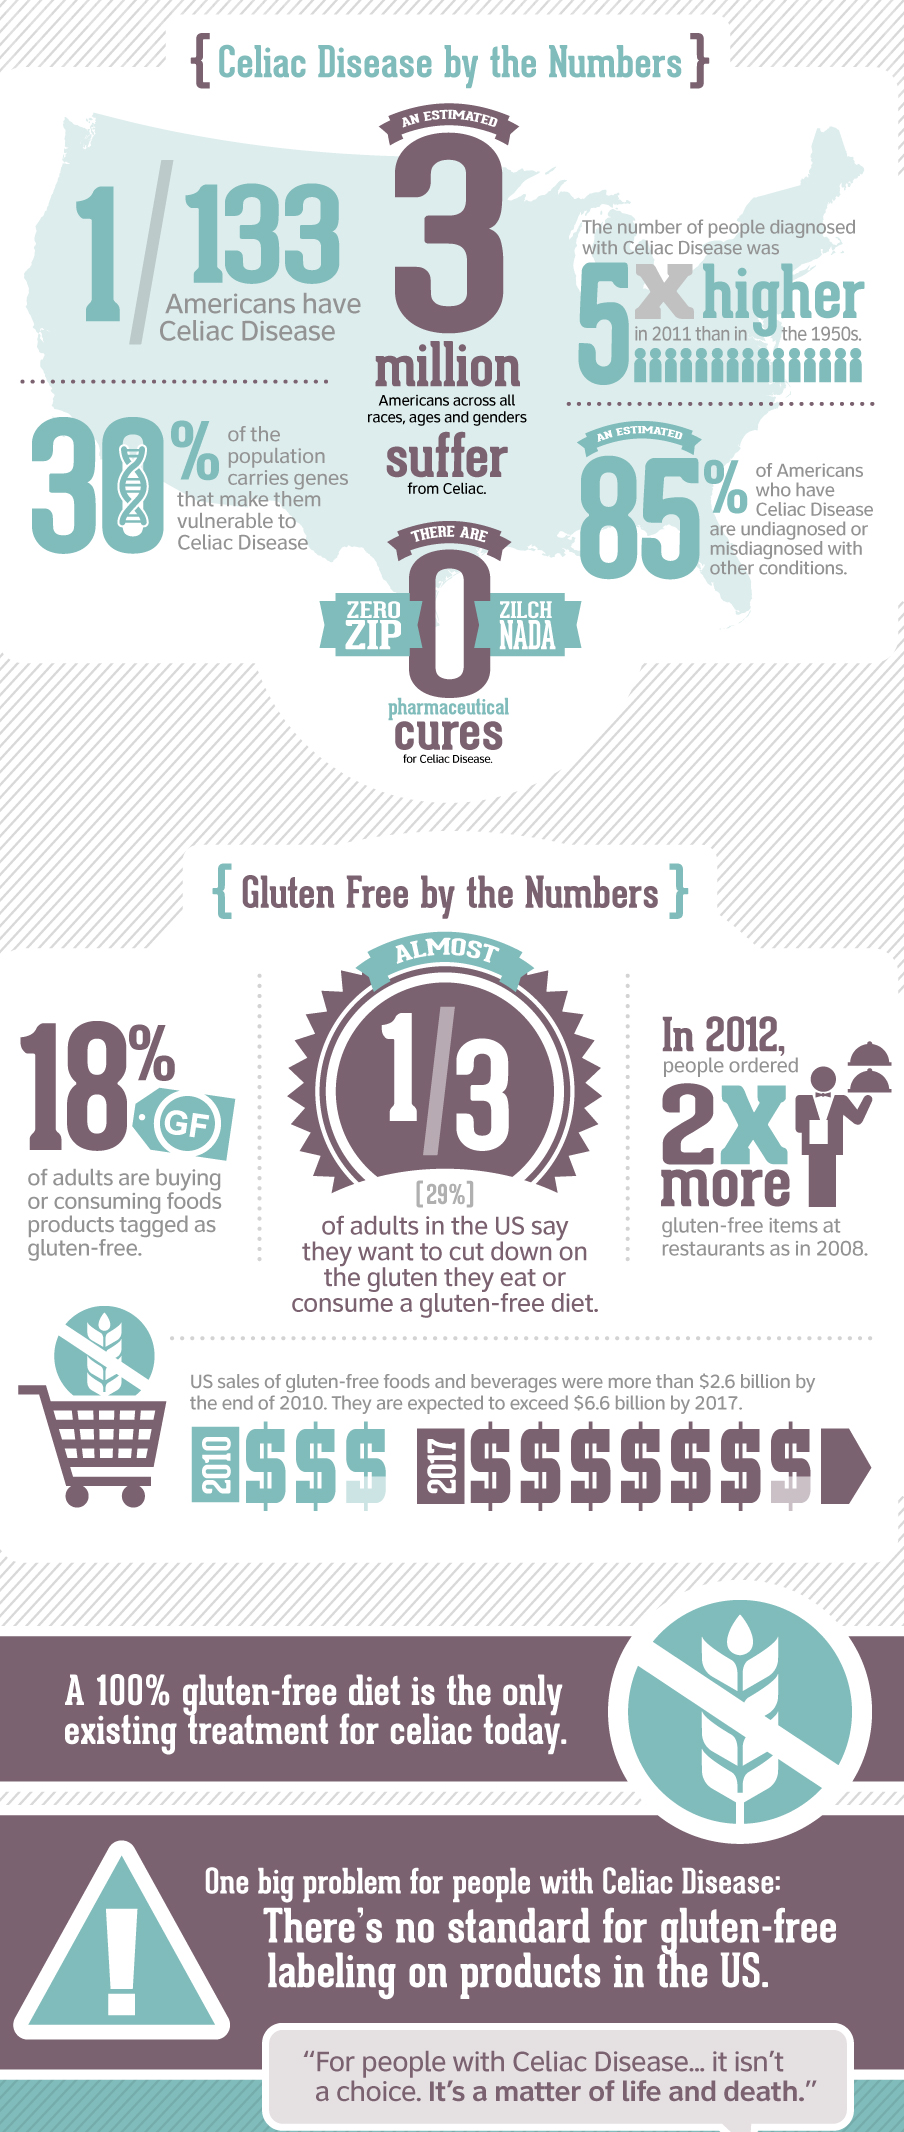 { Celiac Disease by the Numbers }
1/133
Americans have
Celiac Disease
30%
of the
population
carries genes
that make them
vulnerable to
Celiac Disease
AN ESTIMATED
3
million
Americans across all
races, ages and genders
suffer
from Celiac.
The number of people diagnosed
with Celiac Disease was
5x higher
in 2011 than in the 1950s.
AN ESTIMATED
85%
of Americans
who have
Celiac Disease
are undiagnosed or
misdiagnosed with
other conditions.
THERE ARE
ZERO
ZIP
0
ZILCH
NADA
pharmaceutical
cures
for Celiac Disease.
{ Gluten Free by the Numbers }
18%
GF
of adults are buying
or consuming foods
products tagged as
gluten-free.
ALMOST
1/3
[29%]
of adults in the US say
they want to cut down on
the gluten they eat or
consume a gluten-free diet.
In 2012,
people ordered
2X
more
gluten-free items at
restaurants as in 2008.
US sales of gluten-free foods and beverages were more than $2.6 billion by
the end of 2010. They are expected to exceed $6.6 billion by 2017.
2010 $ $ $ 2017 $ $ $ $ $ $ $
A 100% gluten-free diet is the only
existing treatment for celiac today.
!
One big problem for people with Celiac Disease:
There's no standard for gluten-free
labeling on products in the US.
“For people with Celiac Disease... it isn't
a choice. It's a matter of life and death.”